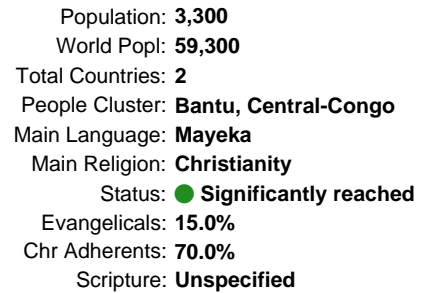 Population: 3,300
World Popl: 59,300
Total Countries: 2
People Cluster: Bantu, Central-Congo
Main Language: Mayeka
Main Religion: Christianity
Status: Significantly reached
Evangelicals: 15.0%
Chr Adherents: 70.0%
Scripture: Unspecified